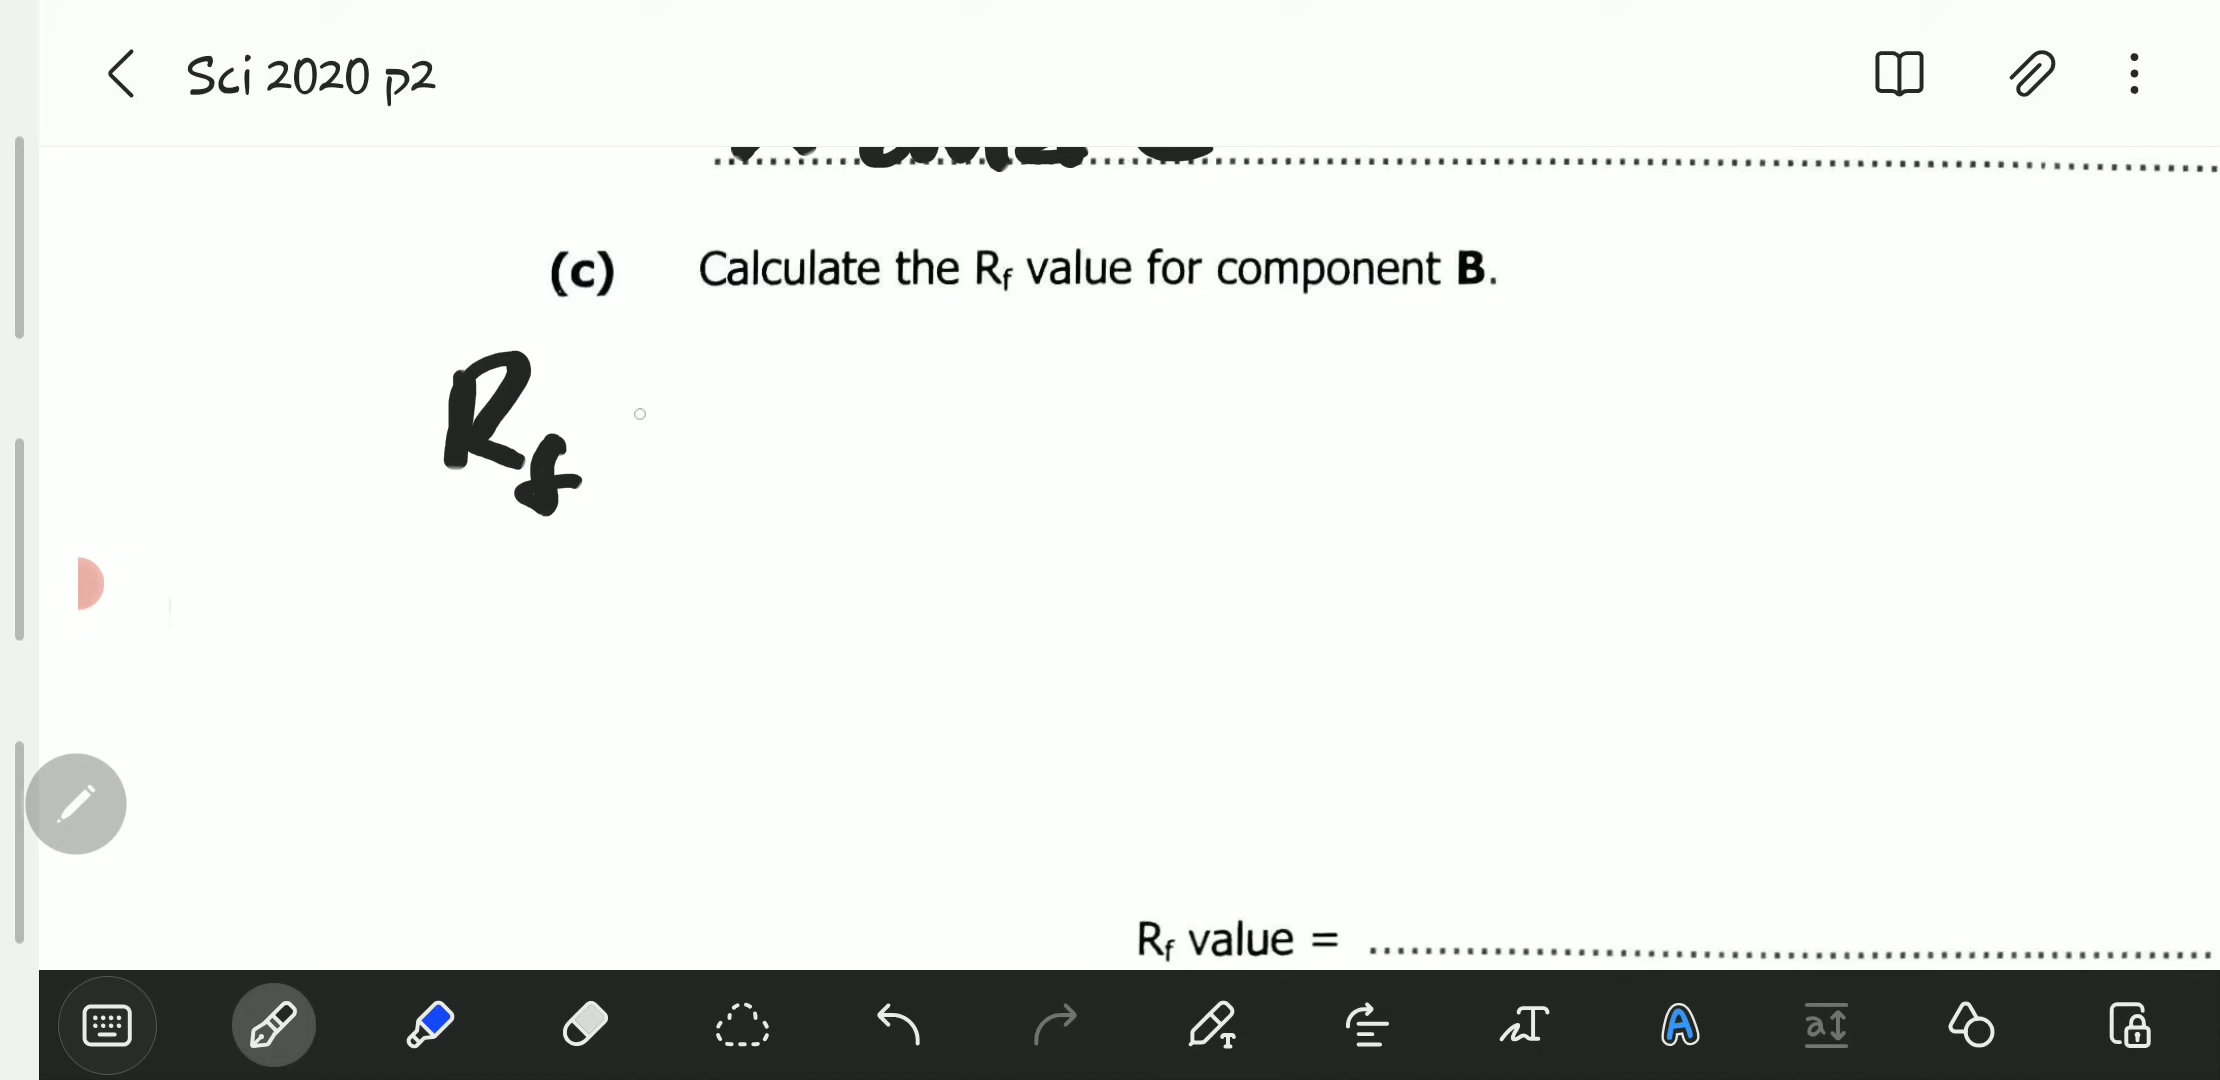 Sci 2020 p2
(c) Calculate the Rf value for component B.
Rf
Rf value = ........................................................